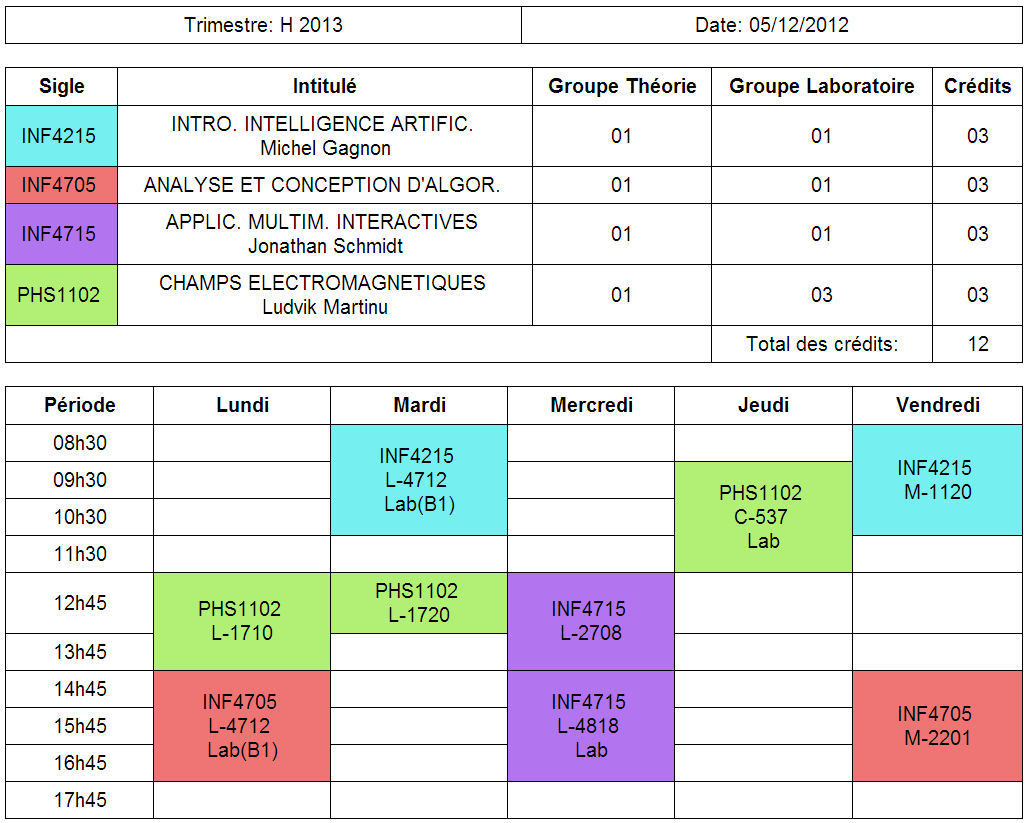 Trimestre: H 2013 Date: 05/12/2012
Sigle Intitulé Groupe Théorie Groupe Laboratoire Crédits
INF4215 INTRO. INTELLIGENCE ARTIFIC. 01 01 03
Michel Gagnon
INF4705 ANALYSE ET CONCEPTION D'ALGOR. 01 01 03
INF4715 APPLIC. MULTIM. INTERACTIVES 01 01 03
Jonathan Schmidt
PHS1102 CHAMPS ELECTROMAGNETIQUES 01 03 03
Ludvik Martinu
Total des crédits: 12
Période Lundi Mardi Mercredi Jeudi Vendredi
08h30
INF4215
L-4712
Lab(B1)
INF4215
M-1120
09h30
PHS1102
C-537
Lab
10h30
11h30
12h45
PHS1102
L-1710
PHS1102
L-1720
INF4715
L-2708
13h45
14h45
INF4705
L-4712
Lab(B1)
INF4715
L-4818
Lab
INF4705
M-2201
15h45
16h45
17h45